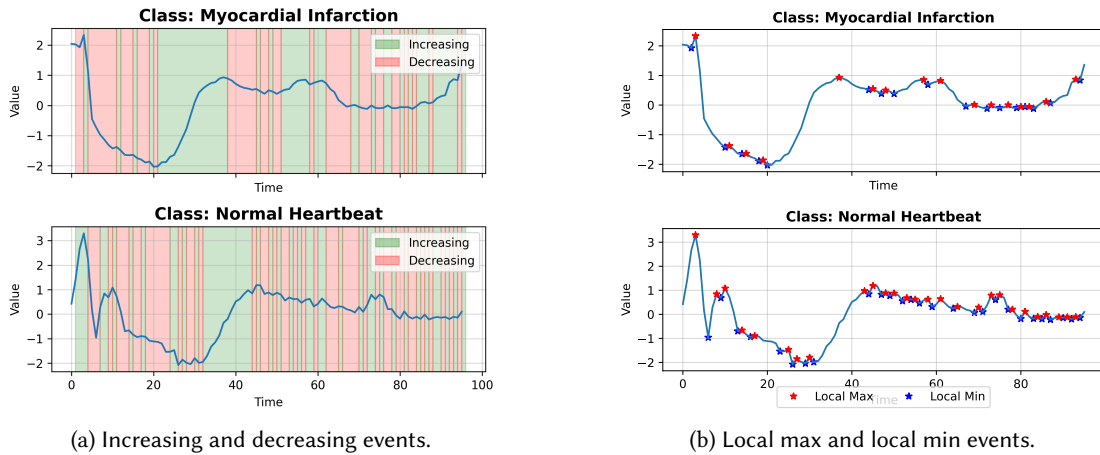 Class: Myocardial Infarction
Value
2
1
0
−1
−2
Increasing
Decreasing
Time
Class: Normal Heartbeat
Value
3
2
1
0
−1
−2
Increasing
Decreasing
0 20 40 60 80 100
Time
(a) Increasing and decreasing events.
Class: Myocardial Infarction
Value
2
1
0
−1
−2
Time
Class: Normal Heartbeat
Value
3
2
1
0
−1
−2
0 20 40 60 80
Time
Local Max Local Min
(b) Local max and local min events.